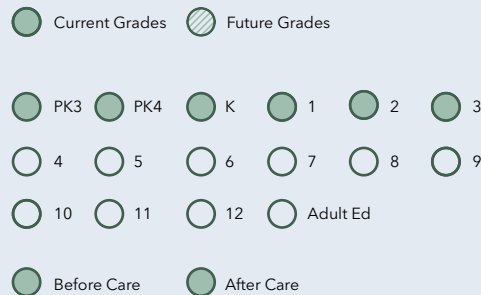 Current Grades Future Grades
PK3 PK4 K 1 2 3
4 5 6 7 8 9
10 11 12 Adult Ed
Before Care After Care